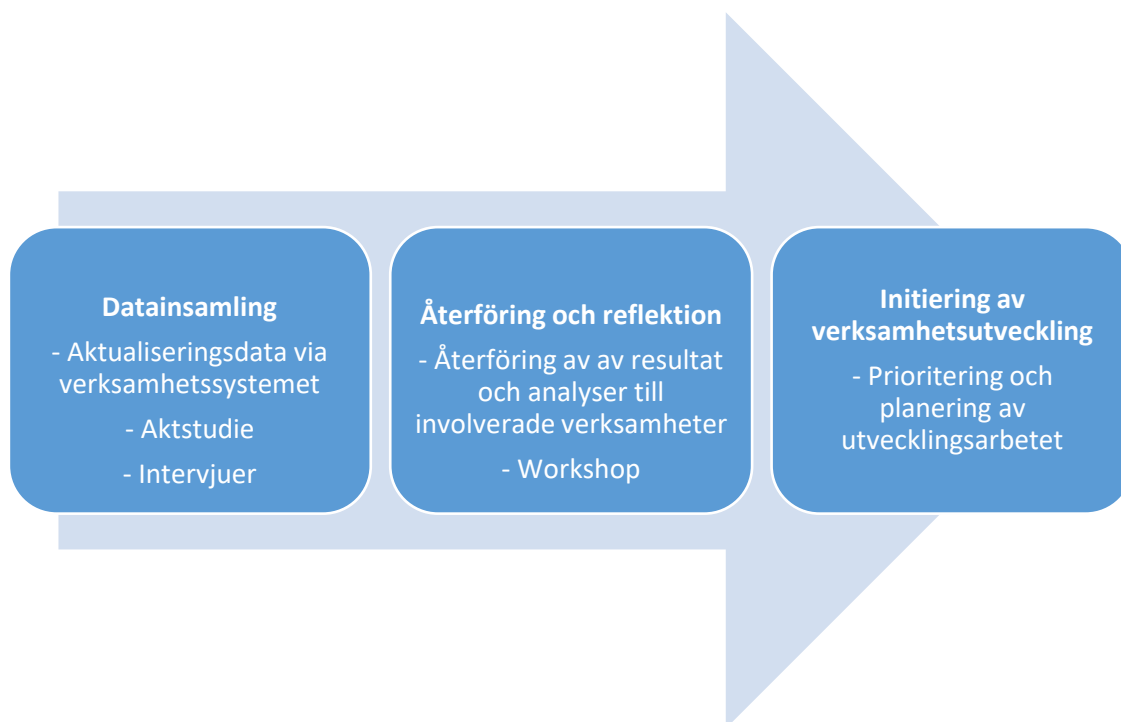 Datainsamling
- Aktualiseringsdata via
verksamhetssystemet
- Aktstudie
- Intervjuer
Återföring och reflektion
- Återföring av av resultat
och analyser till
involverade verksamheter
- Workshop
Initiering av
verksamhetsutveckling
- Prioritering och
planering av
utvecklingsarbetet